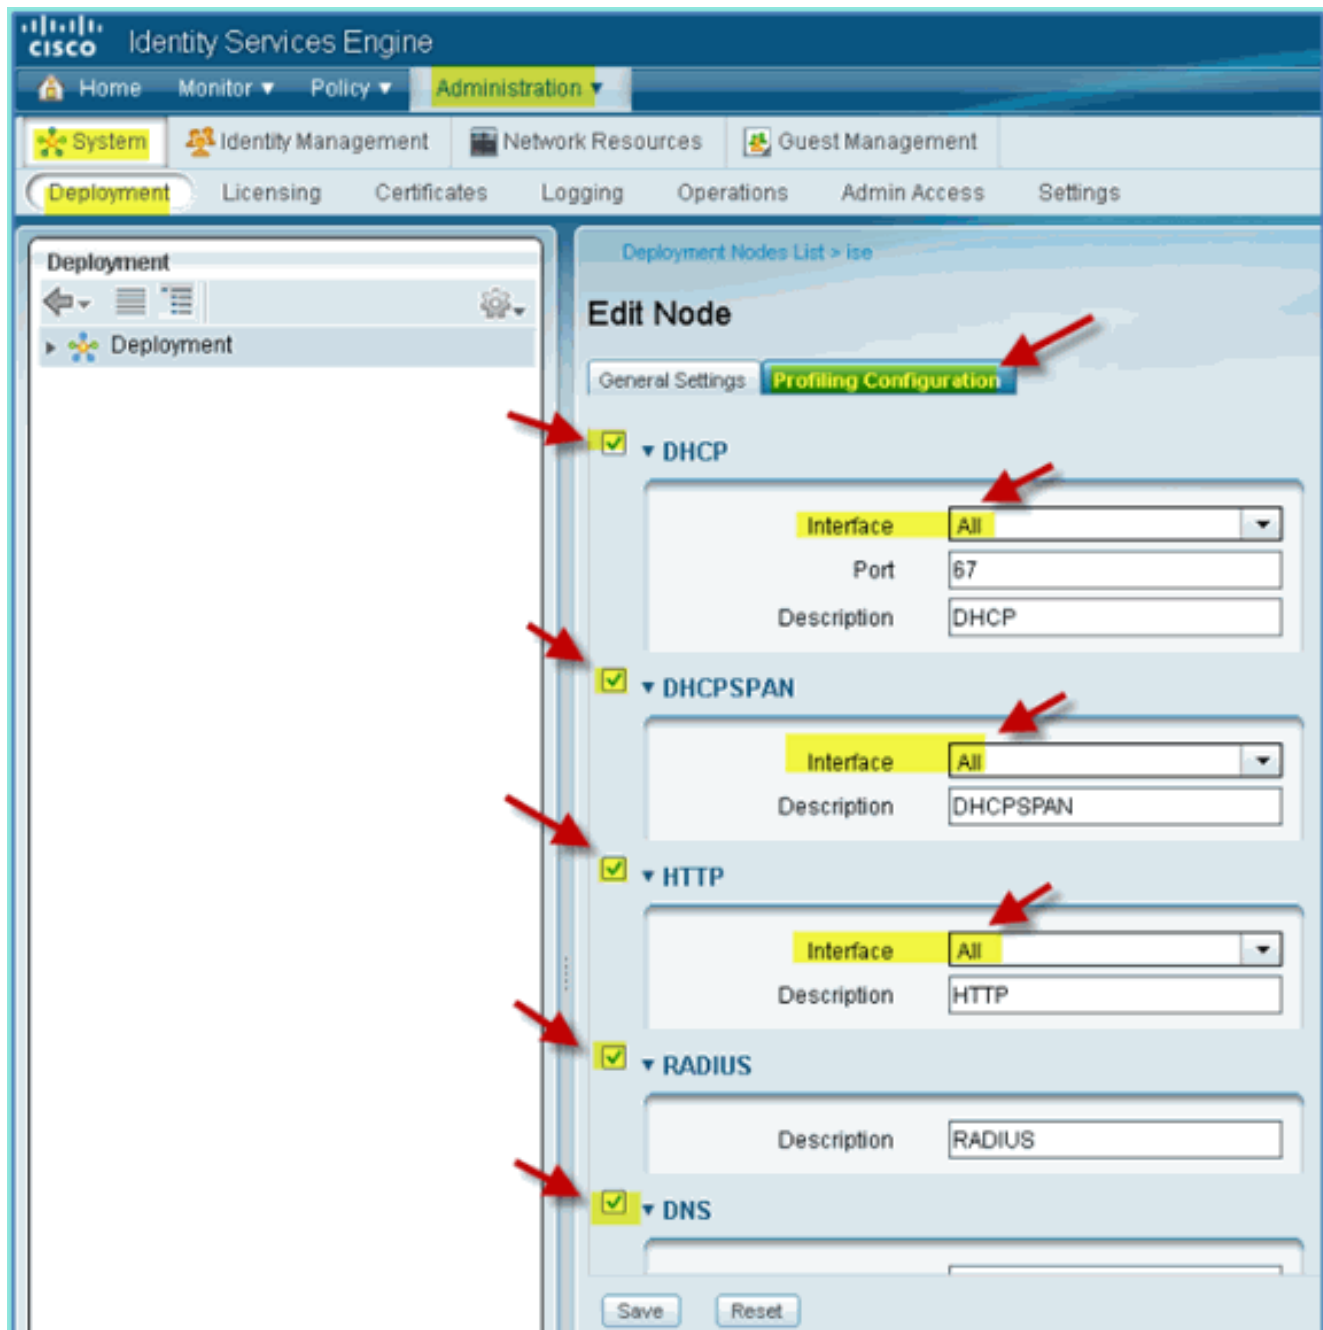 CISCO Identity Services Engine
Home Monitor Policy Administration
System Identity Management Network Resources Guest Management
Deployment Licensing Certificates Logging Operations Admin Access Settings
Deployment
Deployment
Deployment Nodes List > ise
Edit Node
General Settings Profiling Configuration
DHCP
Interface All
Port 67
Description DHCP
DHCPSPAN
Interface All
Description DHCPSPAN
HTTP
Interface All
Description HTTP
RADIUS
Description RADIUS
DNS
Save Reset